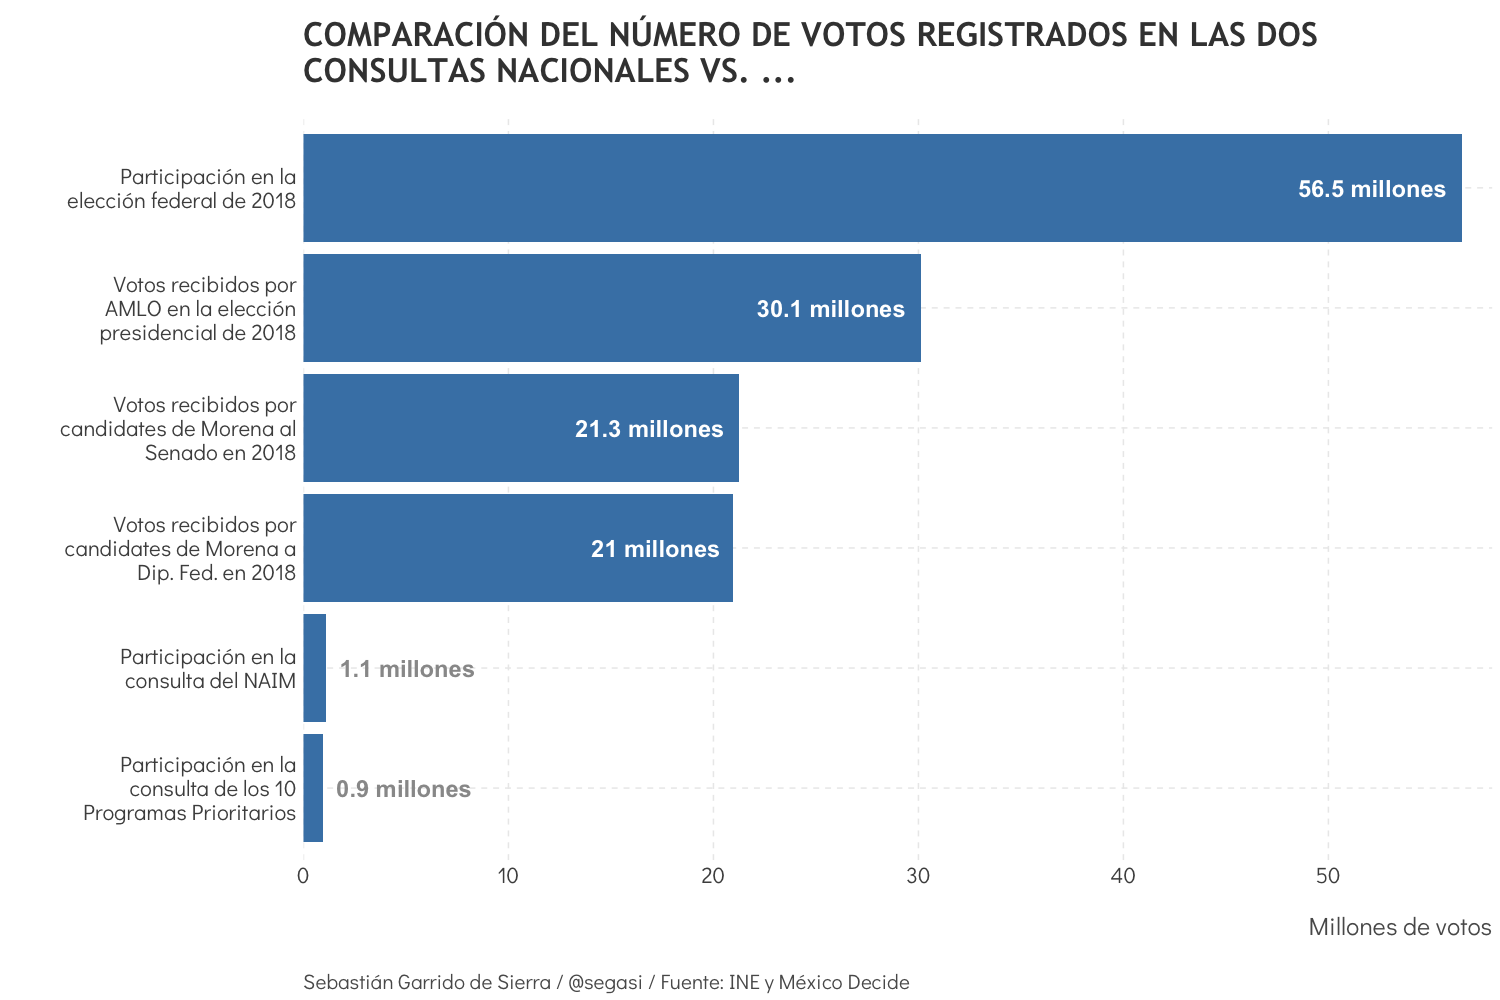 COMPARACIÓN DEL NÚMERO DE VOTOS REGISTRADOS EN LAS DOS
CONSULTAS NACIONALES VS. ...
Participación en la
elección federal de 2018
56.5 millones
Votos recibidos por
AMLO en la elección
presidencial de 2018
30.1 millones
Votos recibidos por
candidates de Morena al
Senado en 2018
21.3 millones
Votos recibidos por
candidates de Morena a
Dip. Fed. en 2018
21 millones
Participación en la
consulta del NAIM
1.1 millones
Participación en la
consulta de los 10
Programas Prioritarios
0.9 millones
0 10 20 30 40 50
Millones de votos
Sebastián Garrido de Sierra / @segasi / Fuente: INE y México Decide